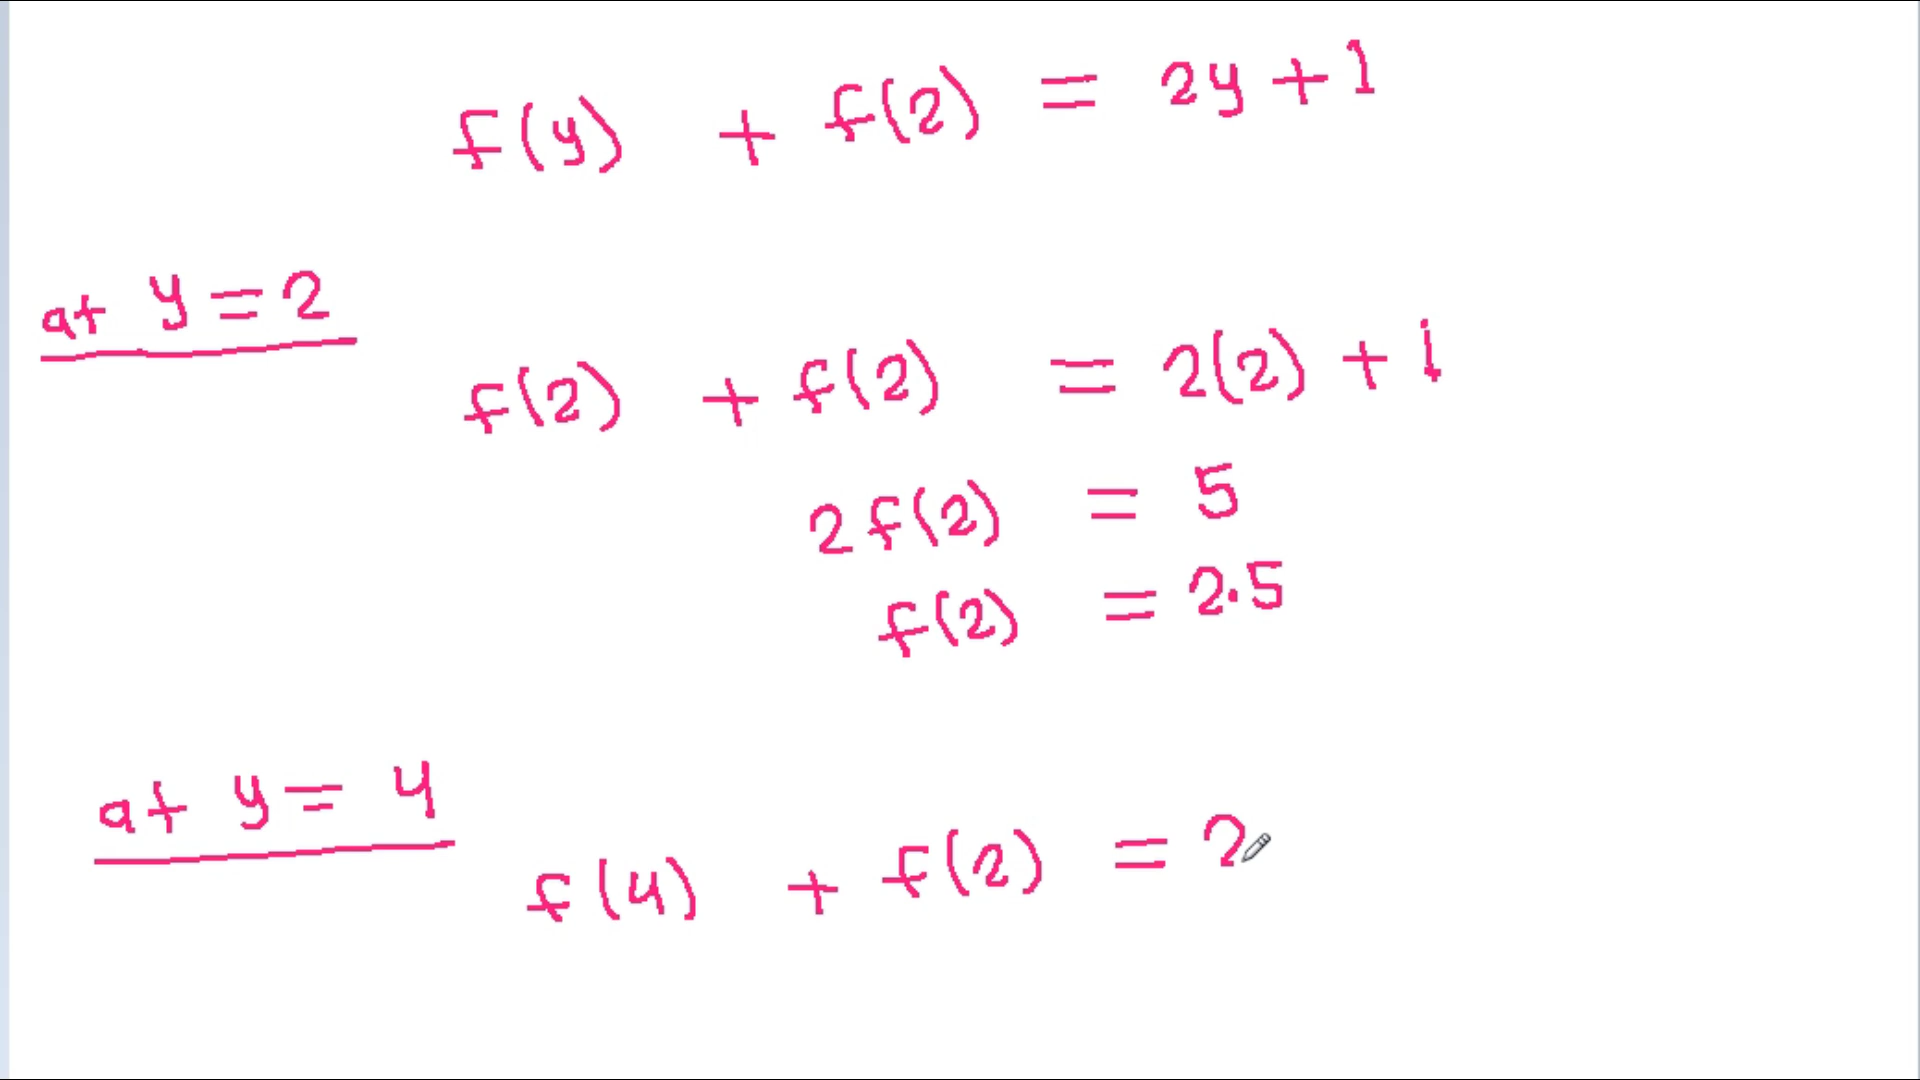 f(y) + f(2) = 2y + 1
at y = 2
f(2) + f(2) = 2(2) + 1
2 f(2) = 5
f(2) = 2.5
at y = 4
f(4) + f(2) = 2